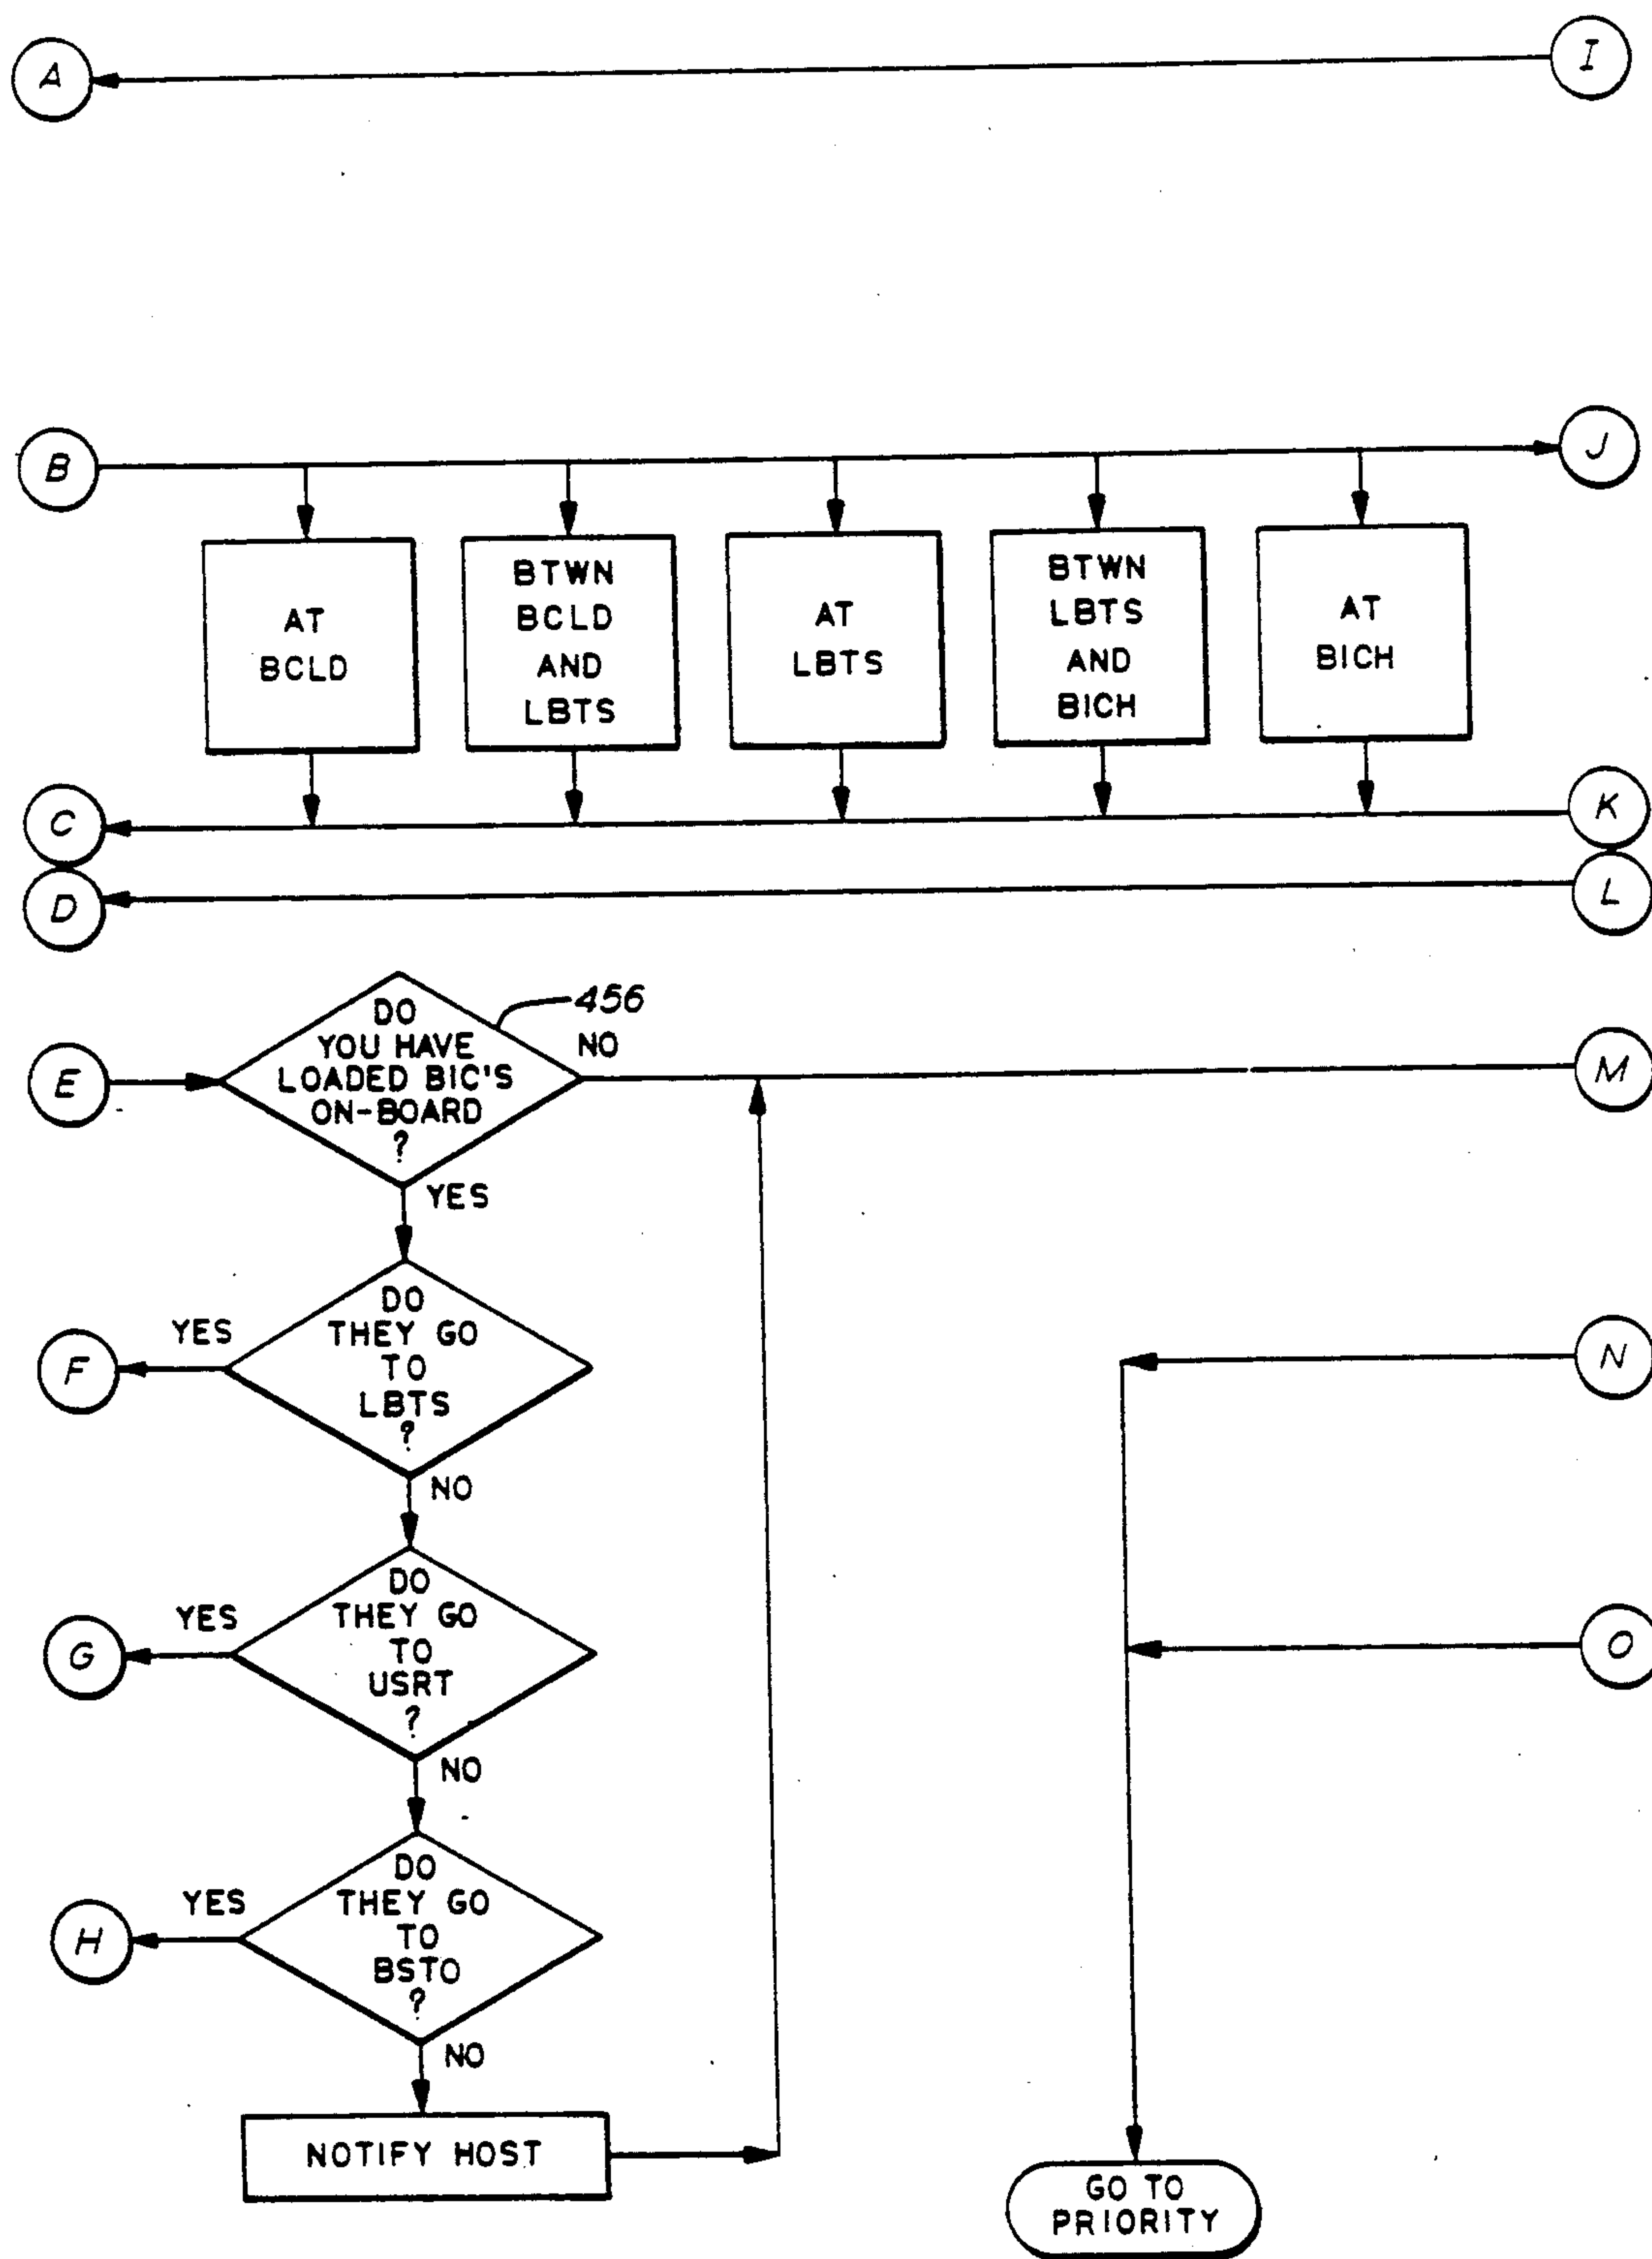 A
I
B
J
AT
BCLD
BTWN
BCLD
AND
LBTS
AT
LBTS
BTWN
LBTS
AND
BICH
AT
BICH
C
K
D
L
456
E
DO
YOU HAVE
LOADED BIC'S
ON-BOARD
?
NO
M
YES
F
YES
DO
THEY GO
TO
LBTS
?
N
NO
G
YES
DO
THEY GO
TO
USRT
?
O
NO
H
YES
DO
THEY GO
TO
BSTO
?
NO
NOTIFY HOST
GO TO
PRIORITY